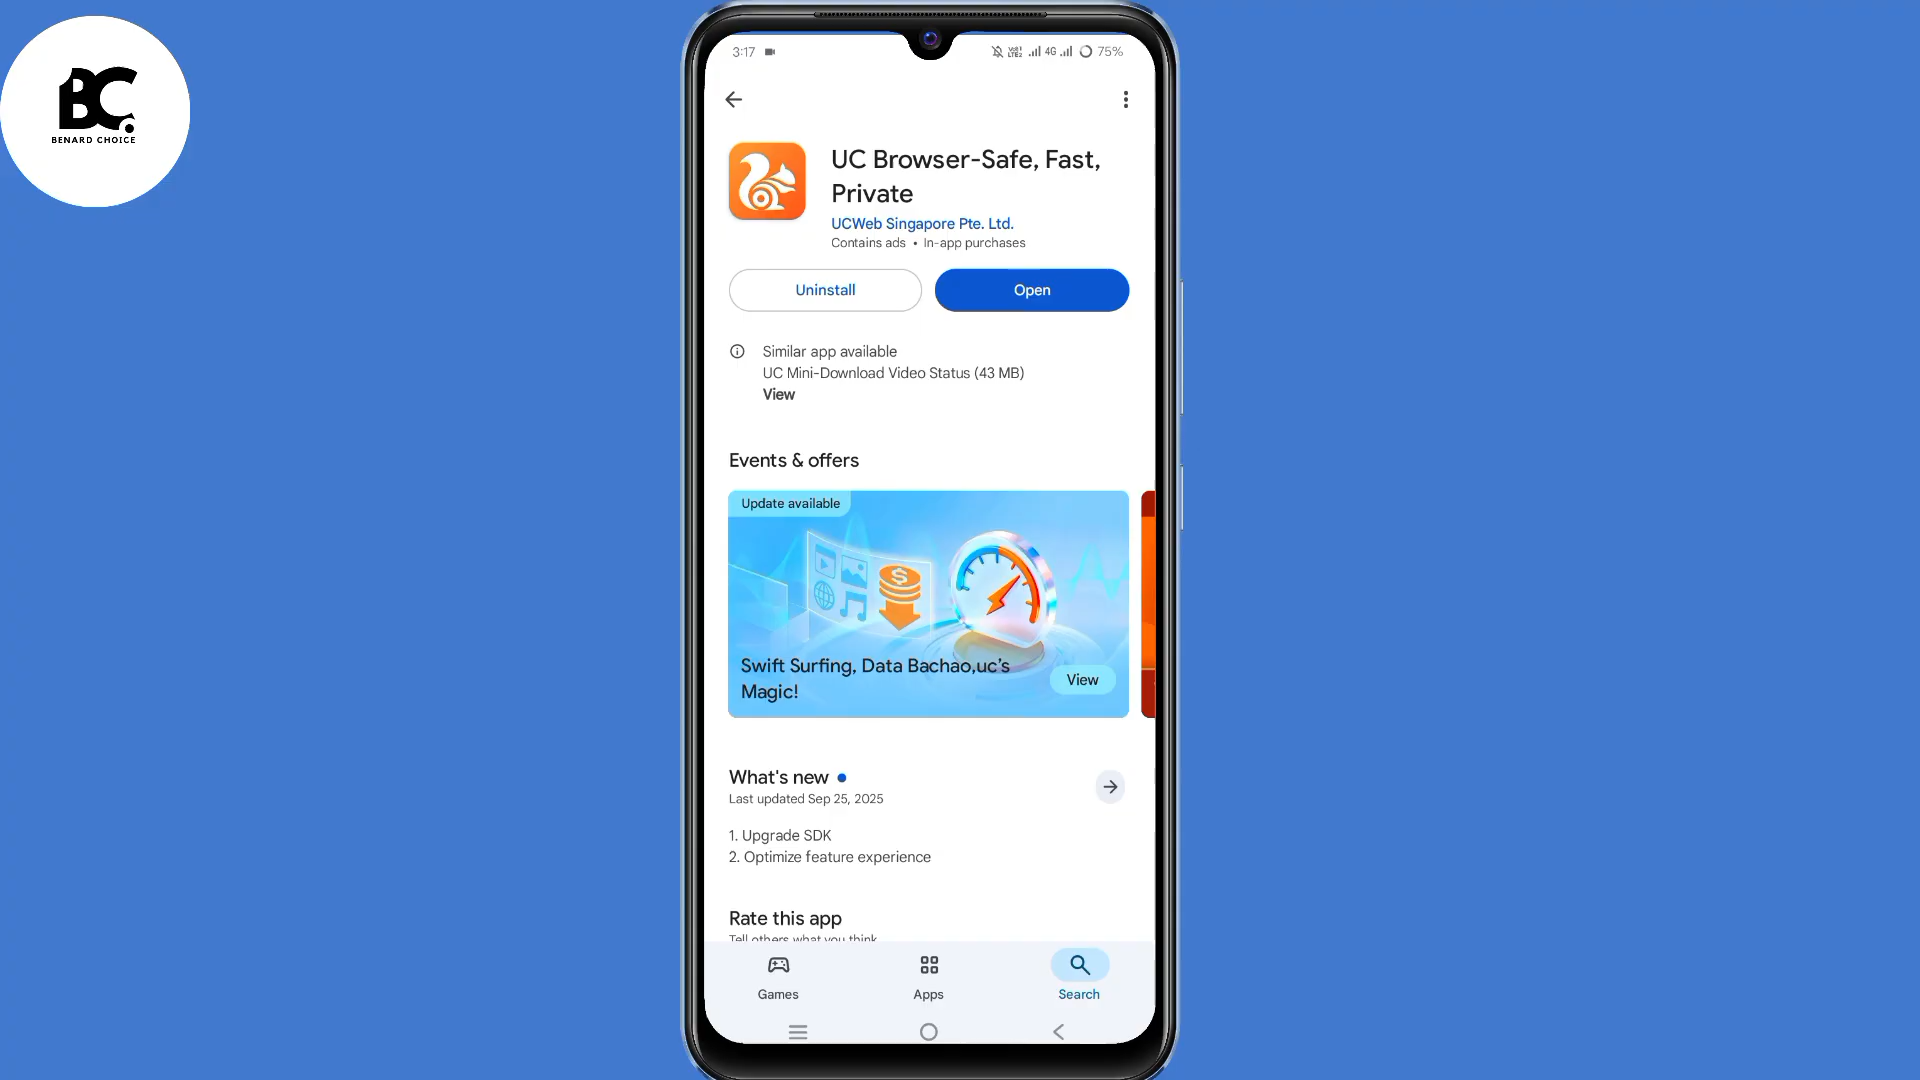 BC.
BENARD CHOICE
3:17
4G
75%
UC Browser-Safe, Fast,
Private
UCWeb Singapore Pte. Ltd.
Contains ads • In-app purchases
Uninstall
Open
Similar app available
UC Mini-Download Video Status (43 MB)
View
Events & offers
Update available
Swift Surfing, Data Bachao,uc's
Magic!
View
What's new
Last updated Sep 25, 2025
1. Upgrade SDK
2. Optimize feature experience
Rate this app
Tell others what you think
Games
Apps
Search